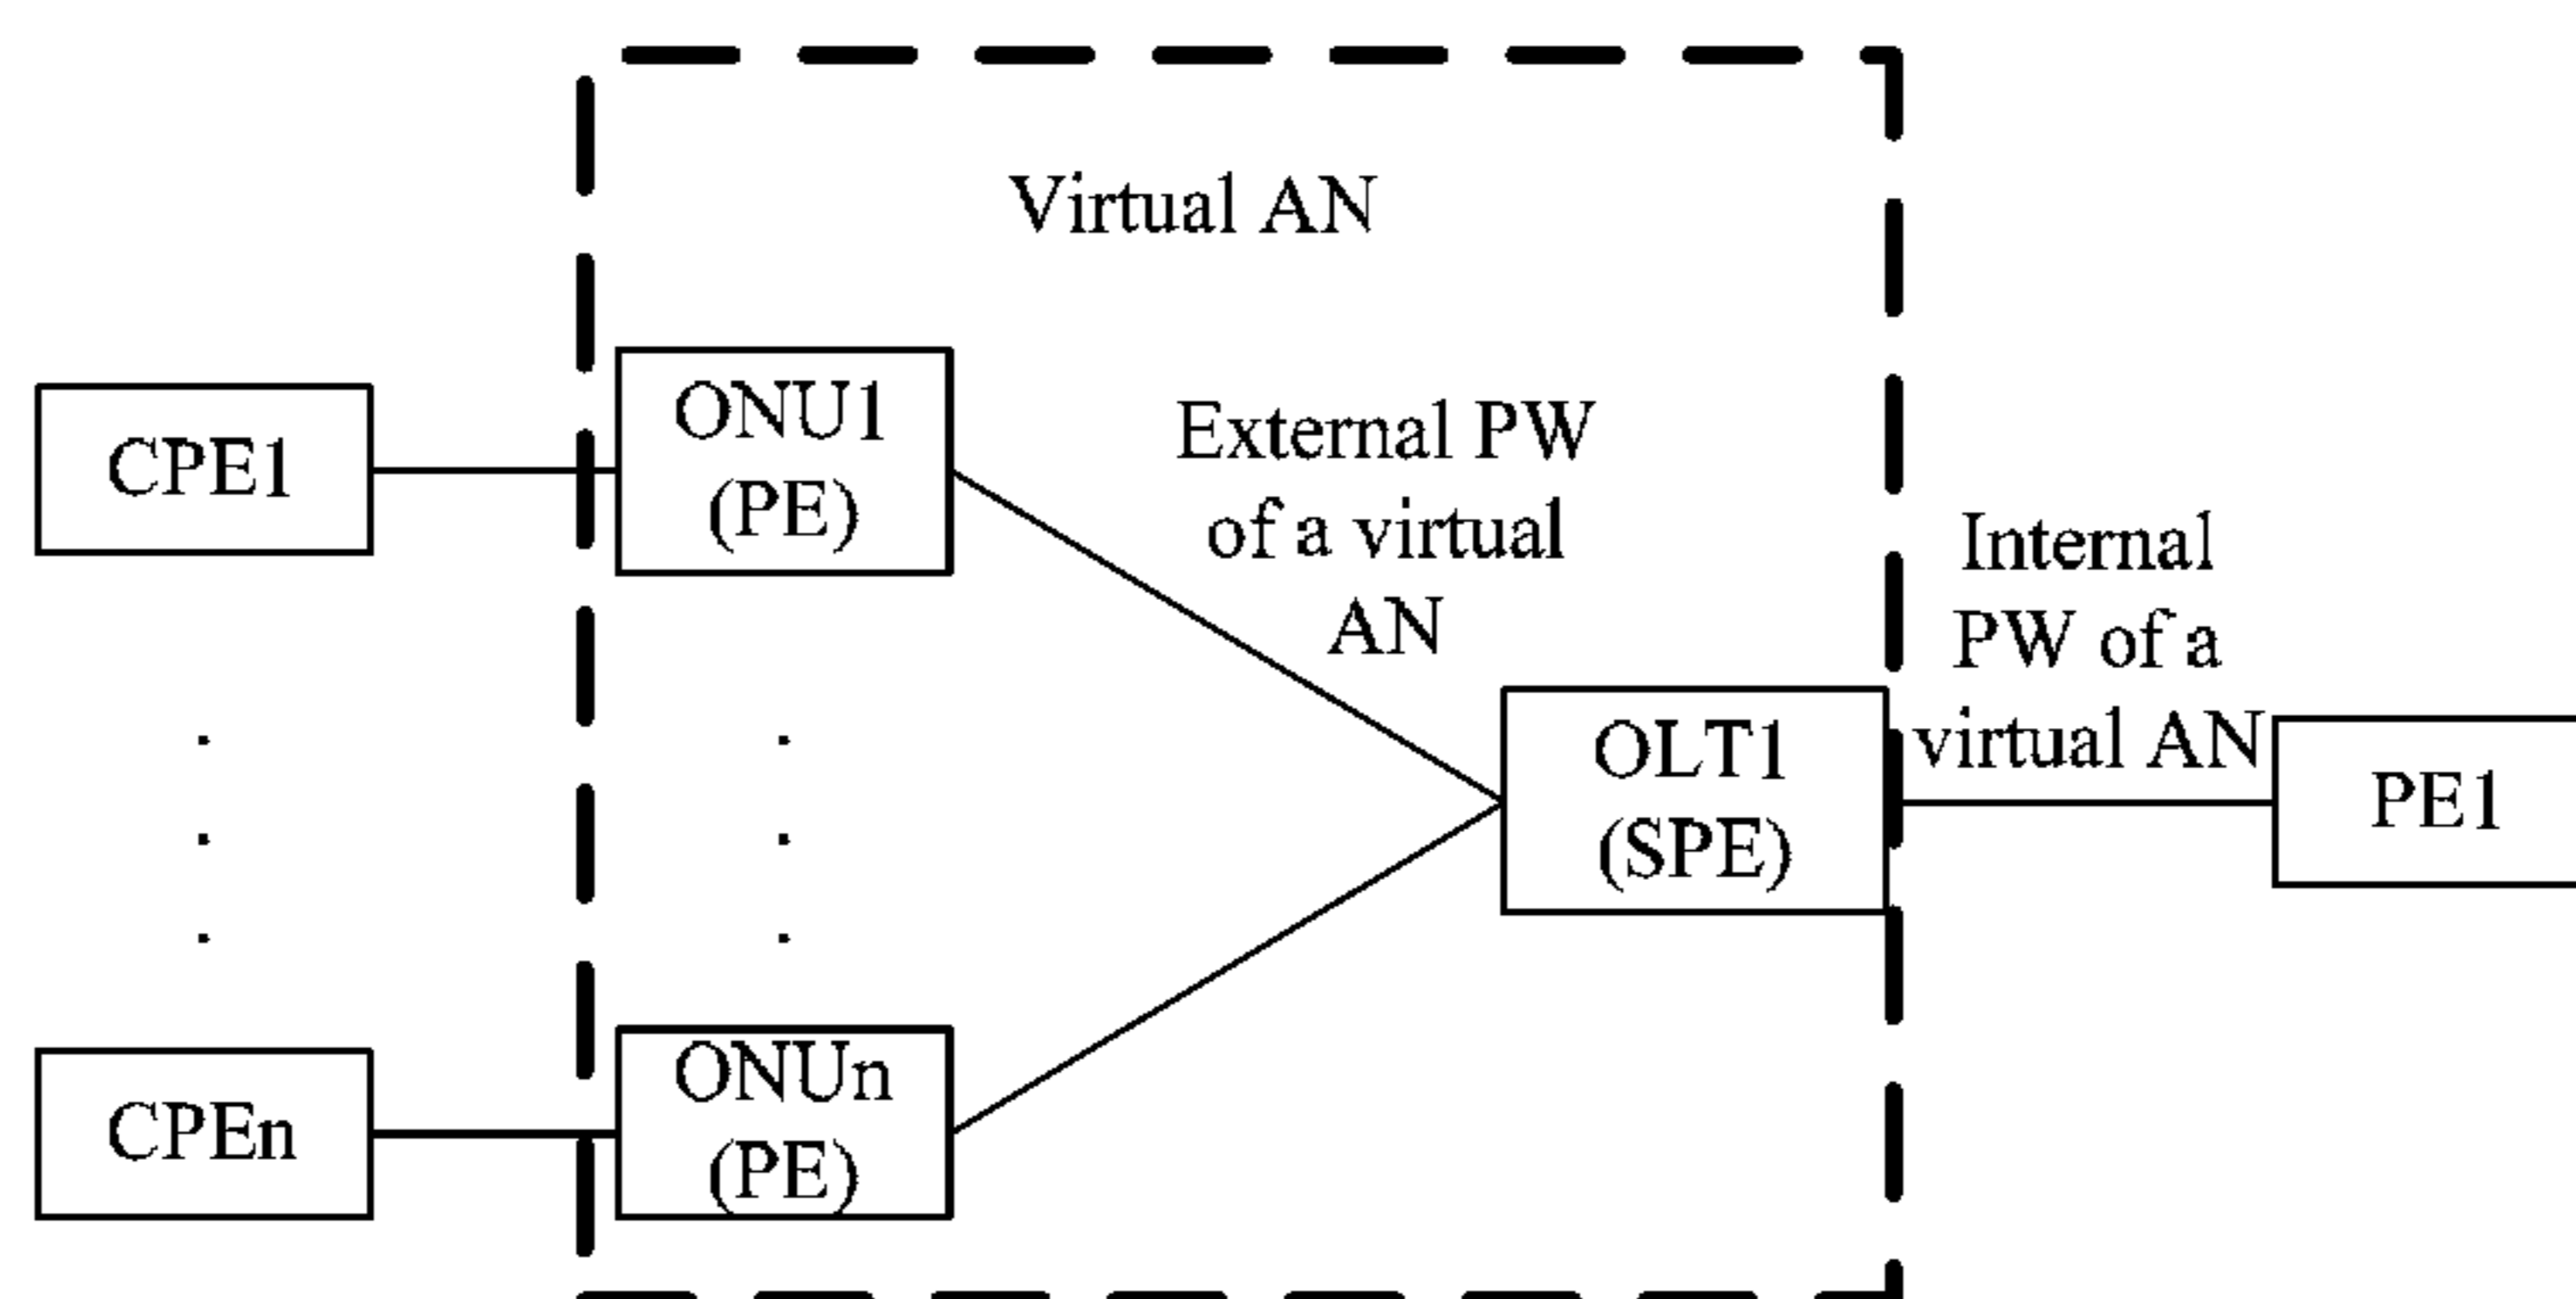 Virtual AN
CPE1
ONU1
(PE)
External PW
of a virtual
AN
Internal
PW of a
virtual AN
OLT1
(SPE)
PE1
CPEn
ONUn
(PE)